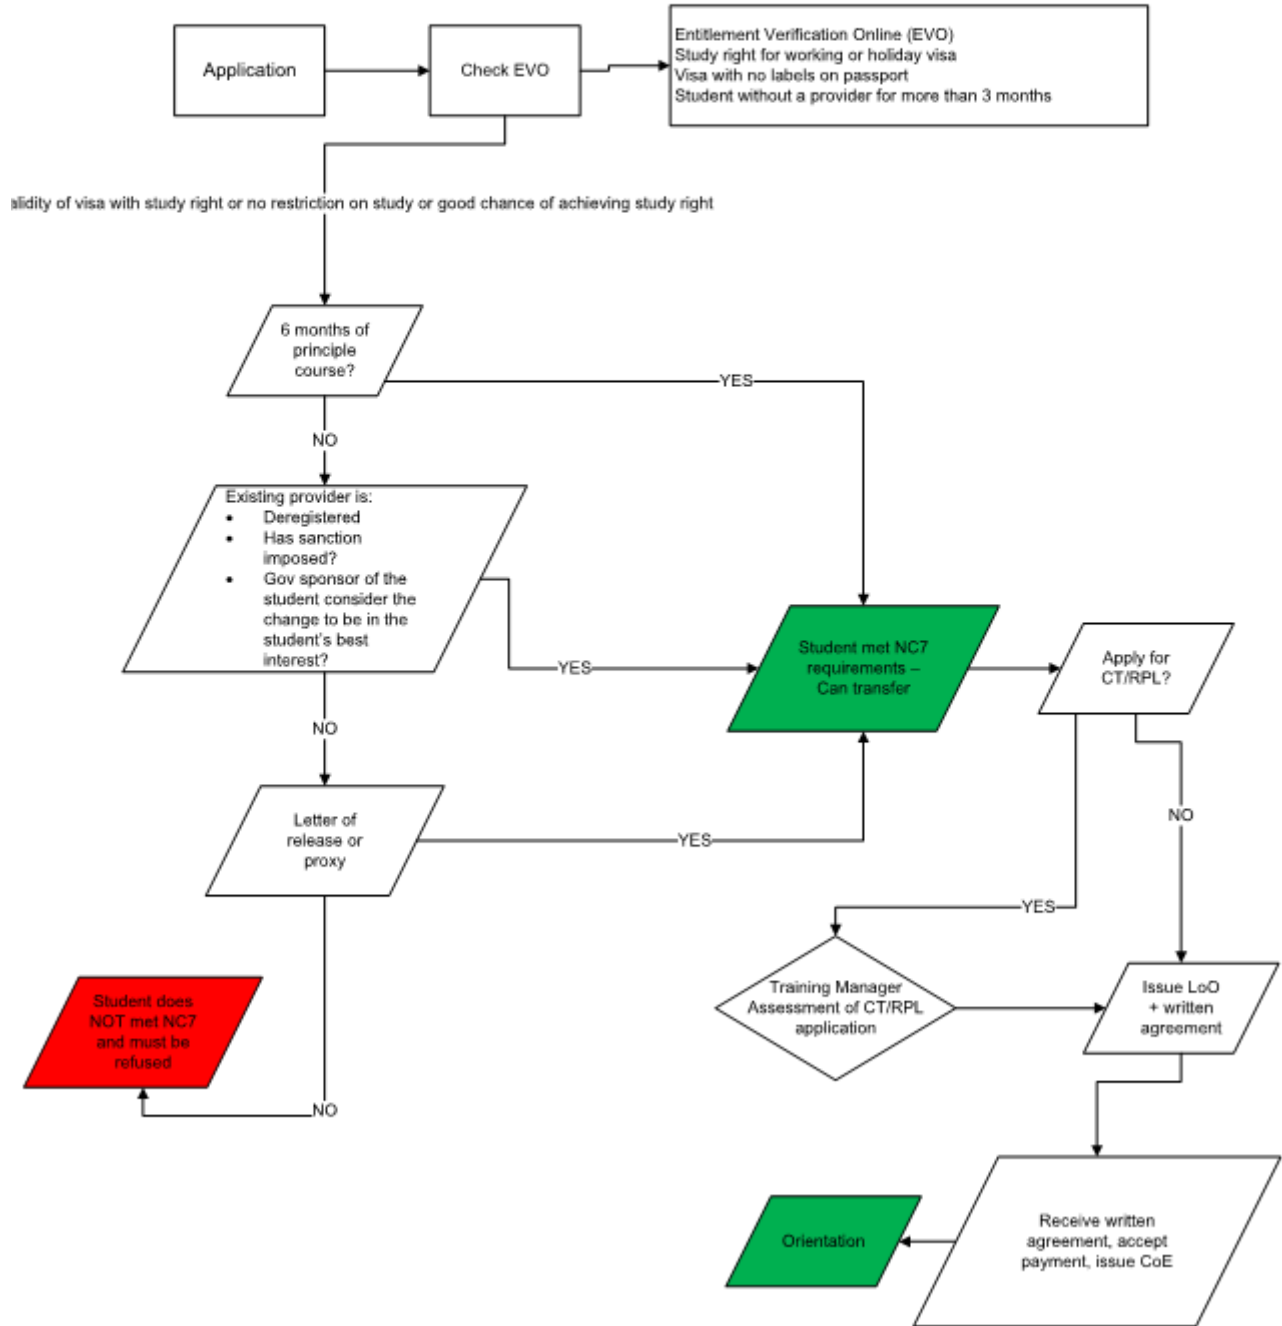 Application
Check EVO
Entitlement Verification Online (EVO)
Study right for working or holiday visa
Visa with no labels on passport
Student without a provider for more than 3 months
alidity of visa with study right or no restriction on study or good chance of achieving study right
6 months of
principle
course?
YES
NO
Existing provider is:
• Deregistered
• Has sanction
imposed?
• Gov sponsor of the
student consider the
change to be in the
student's best
interest?
YES
NO
Student met NC7
requirements –
Can transfer
Apply for
CT/RPL?
Letter of
release or
proxy
YES
NO
YES
NO
Student does
NOT met NC7
and must be
refused
Training Manager
Assessment of CT/RPL
application
Issue LoO
+ written
agreement
Receive written
agreement, accept
payment, issue CoE
Orientation